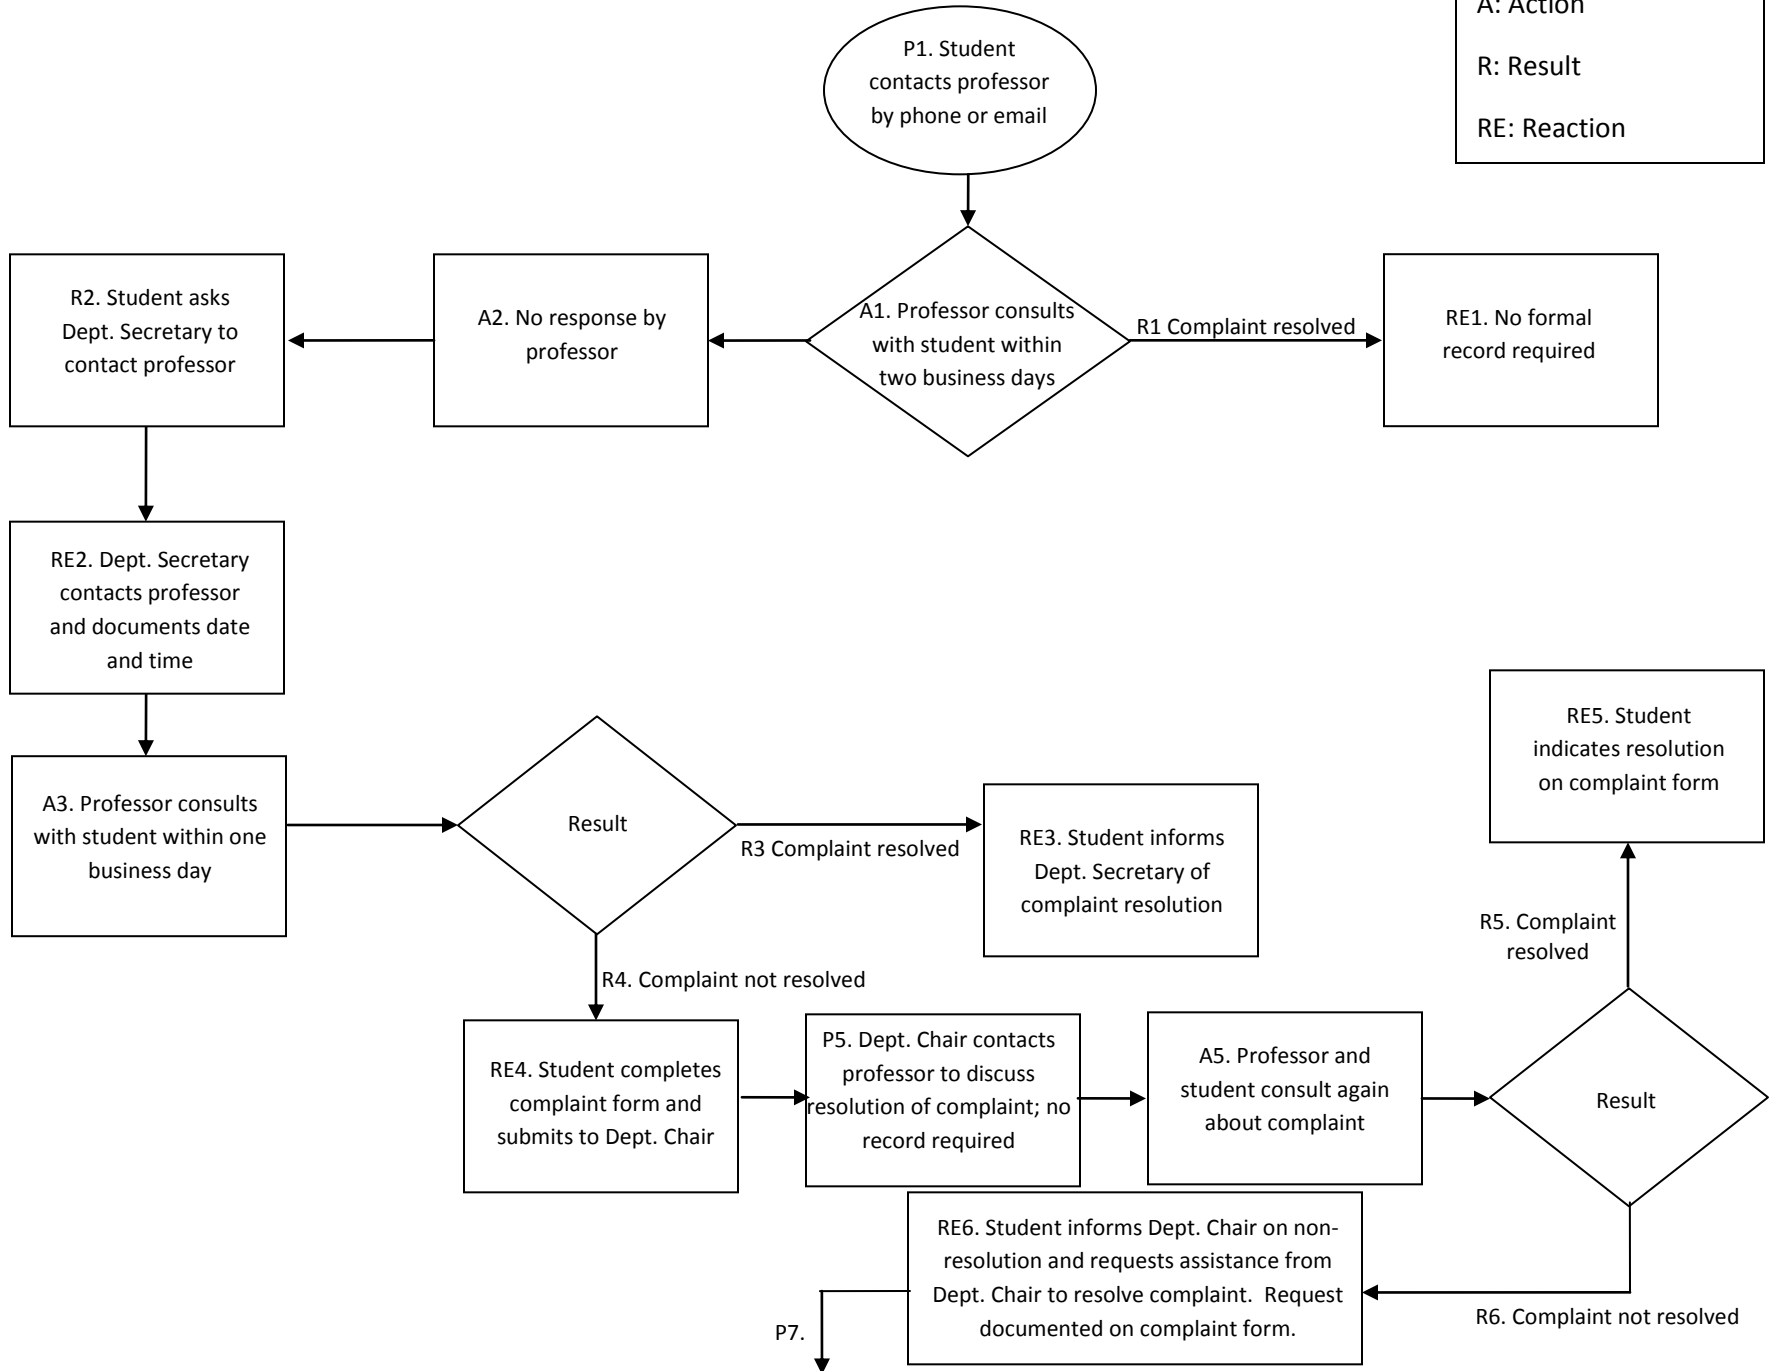 A: Action
R: Result
RE: Reaction
P1. Student
contacts professor
by phone or email
R2. Student asks
Dept. Secretary to
contact professor
A2. No response by
professor
A1. Professor consults
with student within
two business days
R1 Complaint resolved
RE1. No formal
record required
RE2. Dept. Secretary
contacts professor
and documents date
and time
A3. Professor consults
with student within one
business day
Result
R3 Complaint resolved
RE3. Student informs
Dept. Secretary of
complaint resolution
RE5. Student
indicates resolution
on complaint form
R5. Complaint
resolved
R4. Complaint not resolved
RE4. Student completes
complaint form and
submits to Dept. Chair
P5. Dept. Chair contacts
professor to discuss
resolution of complaint; no
record required
A5. Professor and
student consult again
about complaint
Result
RE6. Student informs Dept. Chair on non-
resolution and requests assistance from
Dept. Chair to resolve complaint.  Request
documented on complaint form.
R6. Complaint not resolved
P7.